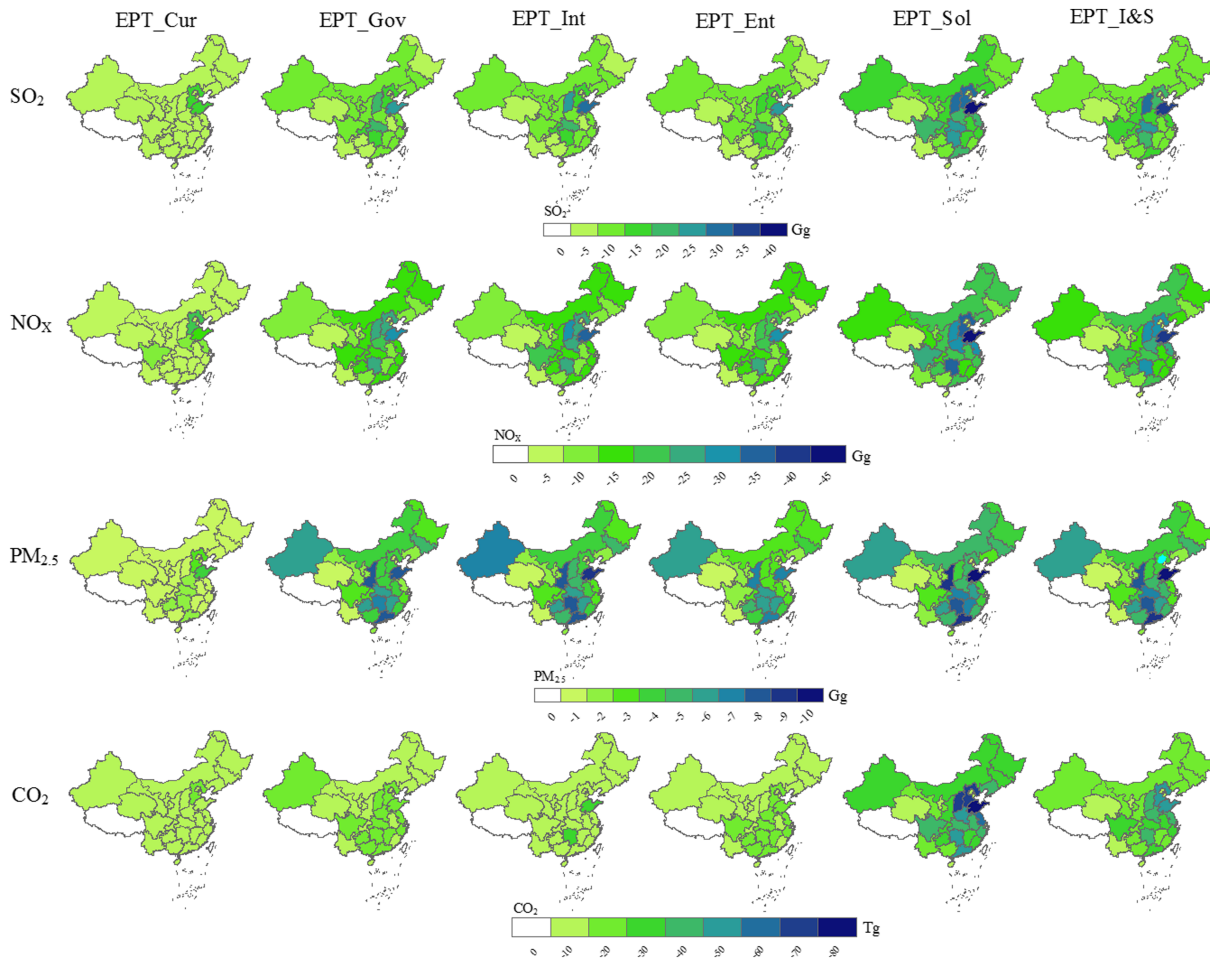 EPT_Cur EPT_Gov EPT_Int EPT_Ent EPT_Sol EPT_I&S
SO₂
SO₂
Gg
0 -5 -10 -15 -20 -25 -30 -35 -40
NOX
NOX
Gg
0 -5 -10 -15 -20 -25 -30 -35 -40 -45
PM₂.₅
PM₂.₅
Gg
0 -1 -2 -3 -4 -5 -6 -7 -8 -9 -10
CO₂
CO₂
Tg
0 -10 -20 -30 -40 -50 -60 -70 -80